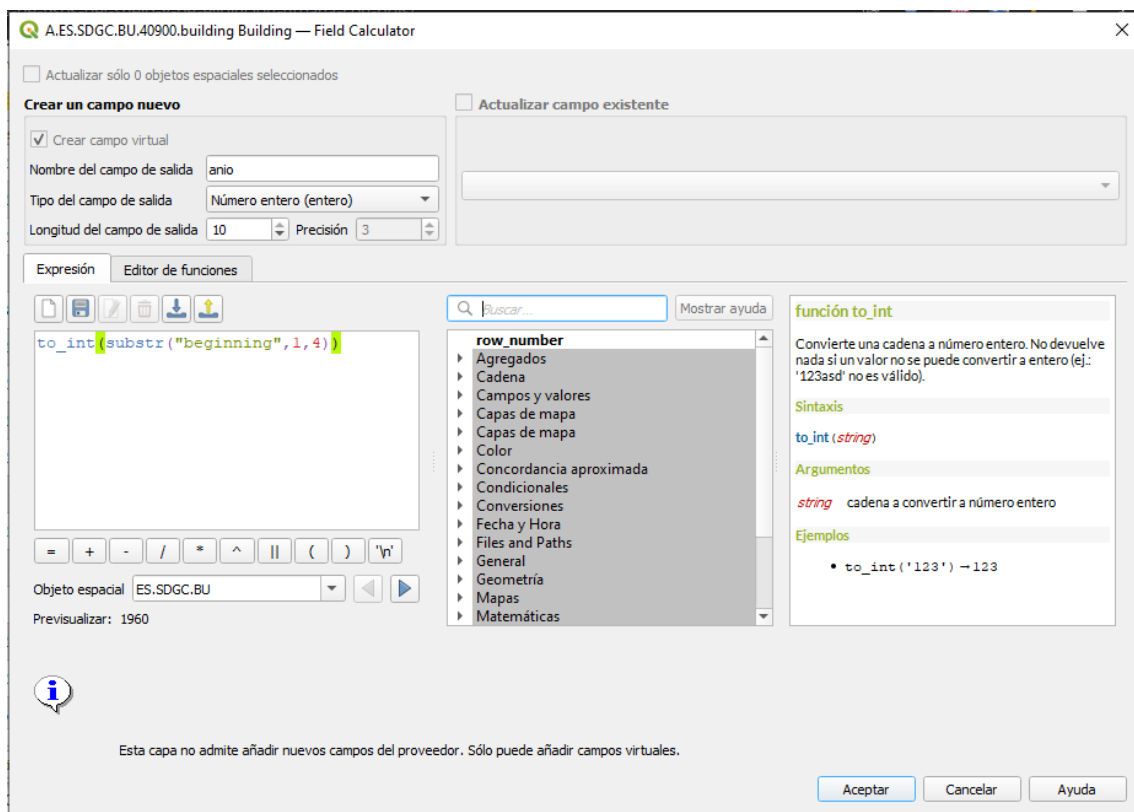 A.ES.SDGC.BU.40900.building Building — Field Calculator
Actualizar sólo 0 objetos espaciales seleccionados
Crear un campo nuevo
Actualizar campo existente
Crear campo virtual
Nombre del campo de salida anio
Tipo del campo de salida Número entero (entero)
Longitud del campo de salida 10 Precisión 3
Expresión Editor de funciones
Buscar... Mostrar ayuda
to_int(substr("beginning",1,4))
= + - / * ^ || ( ) '\n'
Objeto espacial ES.SDGC.BU
Previsualizar: 1960
row_number
Agregados
Cadena
Campos y valores
Capas de mapa
Capas de mapa
Color
Concordancia aproximada
Condicionales
Conversiones
Fecha y Hora
Files and Paths
General
Geometría
Mapas
Matemáticas
función to_int
Convierte una cadena a número entero. No devuelve
nada si un valor no se puede convertir a entero (ej.:
'123asd' no es válido).
Sintaxis
to_int(string)
Argumentos
string cadena a convertir a número entero
Ejemplos
• to_int('123') → 123
Esta capa no admite añadir nuevos campos del proveedor. Sólo puede añadir campos virtuales.
Aceptar Cancelar Ayuda